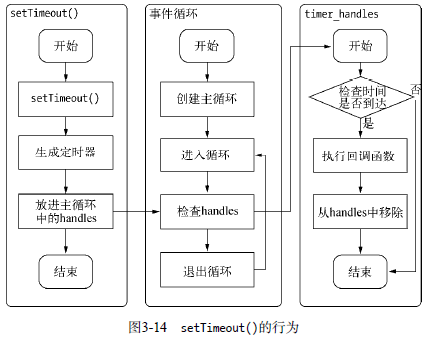 setTimeout()
开始
setTimeout()
生成定时器
放进主循环
中的handles
结束
事件循环
开始
创建主循环
进入循环
检查handles
退出循环
timer_handles
开始
检查时间
是否到达
否
是
执行回调函数
从handles中移除
结束
图3-14 setTimeout()的行为